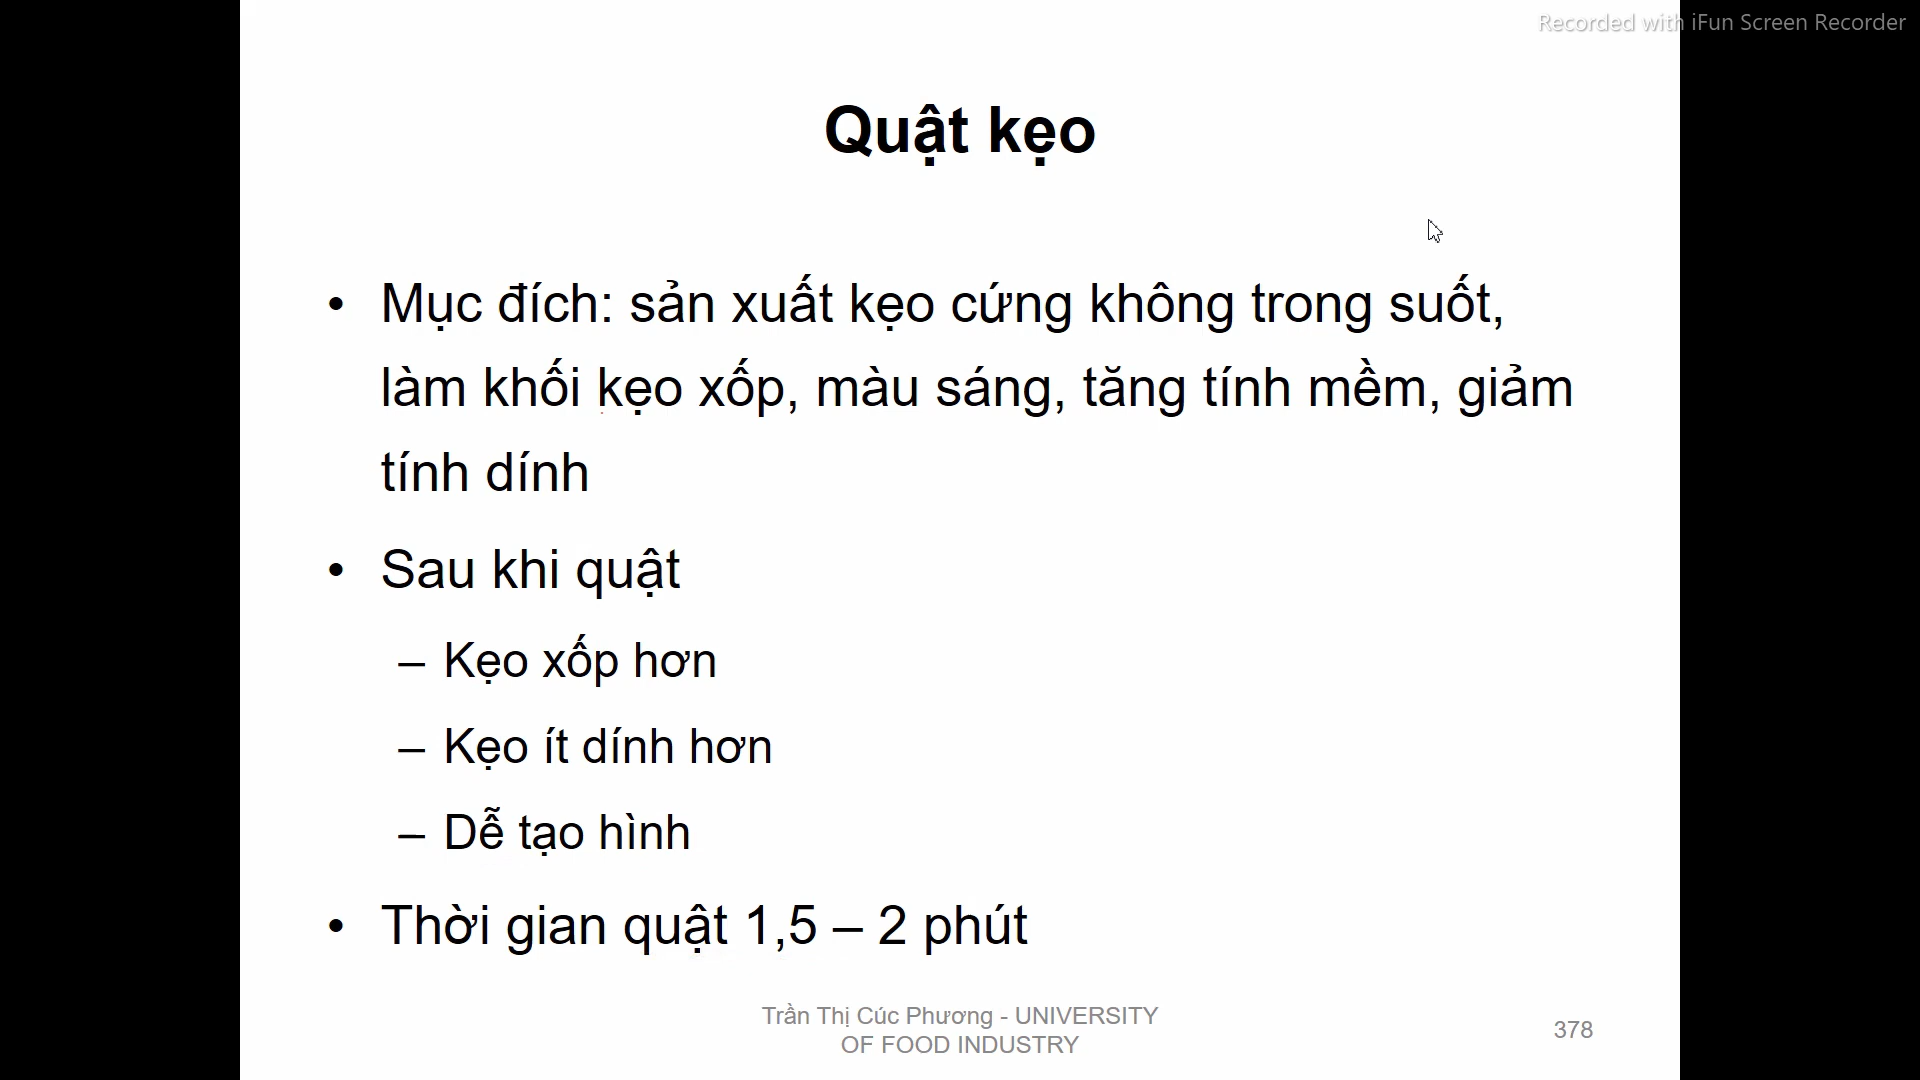 Recorded with iFun Screen Recorder
Quật kẹo
• Mục đích: sản xuất kẹo cứng không trong suốt,
làm khối kẹo xốp, màu sáng, tăng tính mềm, giảm
tính dính
• Sau khi quật
– Kẹo xốp hơn
– Kẹo ít dính hơn
– Dễ tạo hình
• Thời gian quật 1,5 – 2 phút
Trần Thị Cúc Phương - UNIVERSITY
OF FOOD INDUSTRY
378